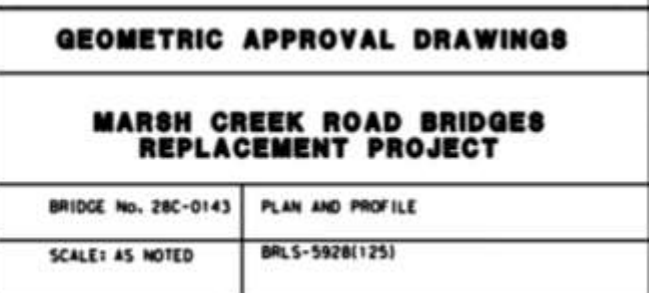 GEOMETRIC APPROVAL DRAWINGS
MARSH CREEK ROAD BRIDGES
REPLACEMENT PROJECT
BRIDGE No. 28C-0143
PLAN AND PROFILE
SCALE: AS NOTED
BRLS-5928(125)